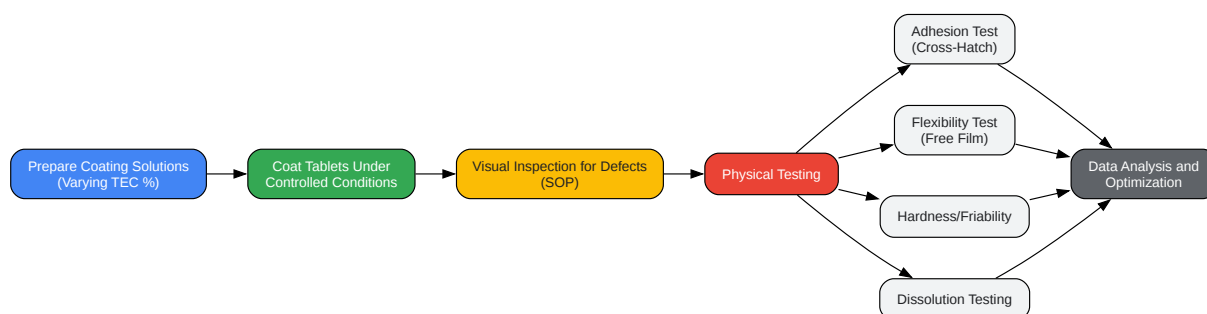 Prepare Coating Solutions
(Varying TEC %)
Coat Tablets Under
Controlled Conditions
Visual Inspection for Defects
(SOP)
Physical Testing
Adhesion Test
(Cross-Hatch)
Flexibility Test
(Free Film)
Hardness/Friability
Dissolution Testing
Data Analysis and
Optimization